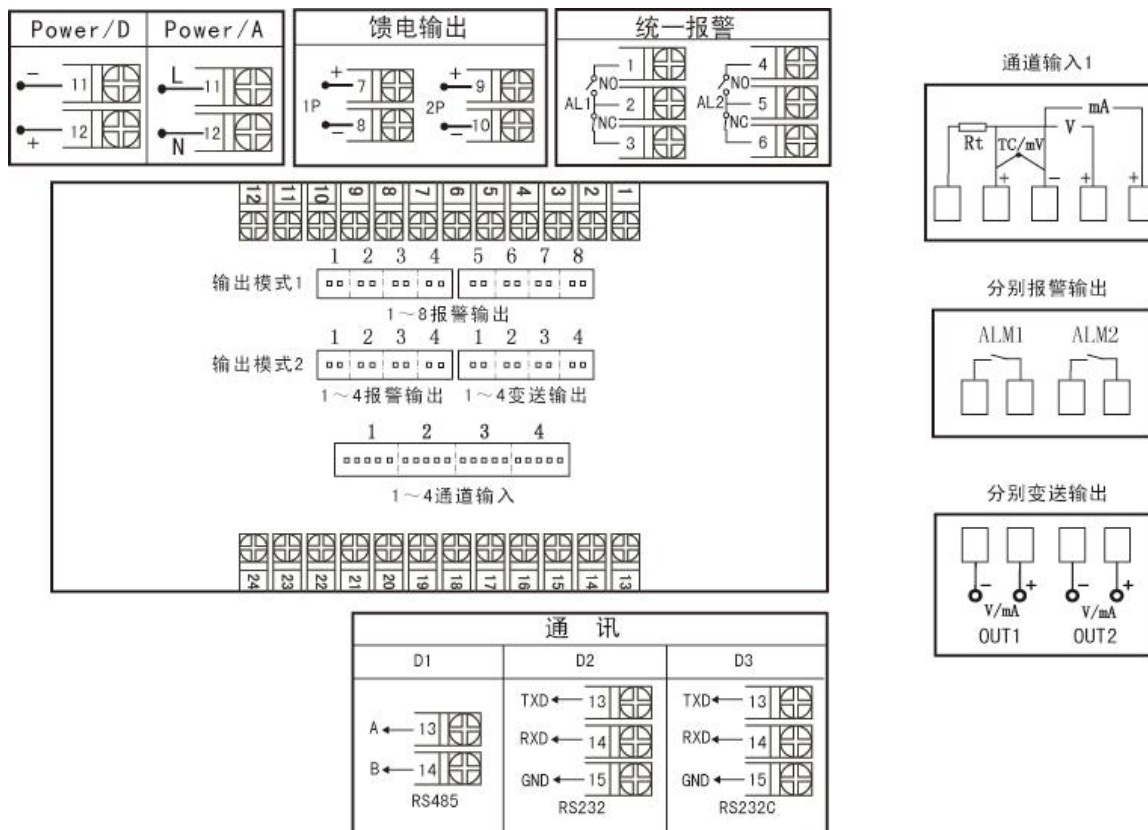 Power/D
Power/A
- 11
12
+
L 11
N 12
馈电输出
+ 7
1P
- 8
+ 9
2P
- 10
统一报警
1
NO
AL1 2
NC
3
4
NO
AL2 5
NC
6
通道输入1
mA
V
Rt TC/mV
+ - + +
12 11 10 9 8 7 6 5 4 3 2 1
1 2 3 4 5 6 7 8
输出模式1
1~8报警输出
1 2 3 4 1 2 3 4
输出模式2
1~4报警输出 1~4变送输出
1 2 3 4
1~4通道输入
24 23 22 21 20 19 18 17 16 15 14 13
分别报警输出
ALM1 ALM2
分别变送输出
- + - +
V/mA V/mA
OUT1 OUT2
通 讯
D1 D2 D3
A 13
B 14
RS485
TXD 13
RXD 14
GND 15
RS232
TXD 13
RXD 14
GND 15
RS232C